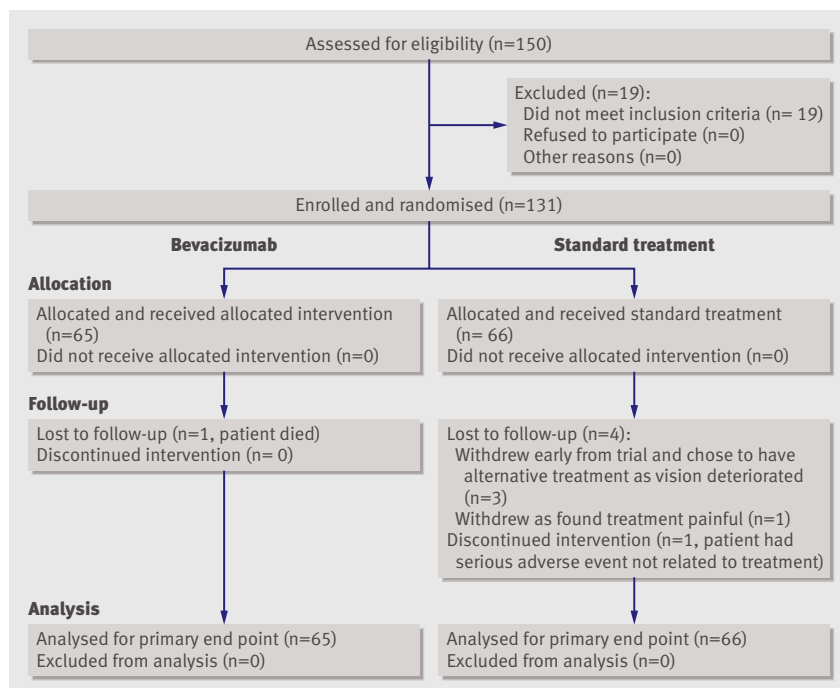 Assessed for eligibility (n=150)
Excluded (n=19):
Did not meet inclusion criteria (n= 19)
Refused to participate (n=0)
Other reasons (n=0)
Enrolled and randomised (n=131)
Bevacizumab
Standard treatment
Allocation
Allocated and received allocated intervention
(n=65)
Did not receive allocated intervention (n=0)
Allocated and received standard treatment
(n= 66)
Did not receive allocated intervention (n=0)
Follow-up
Lost to follow-up (n=1, patient died)
Discontinued intervention (n= 0)
Lost to follow-up (n=4):
Withdrew early from trial and chose to have
alternative treatment as vision deteriorated
(n=3)
Withdrew as found treatment painful (n=1)
Discontinued intervention (n=1, patient had
serious adverse event not related to treatment)
Analysis
Analysed for primary end point (n=65)
Excluded from analysis (n=0)
Analysed for primary end point (n=66)
Excluded from analysis (n=0)